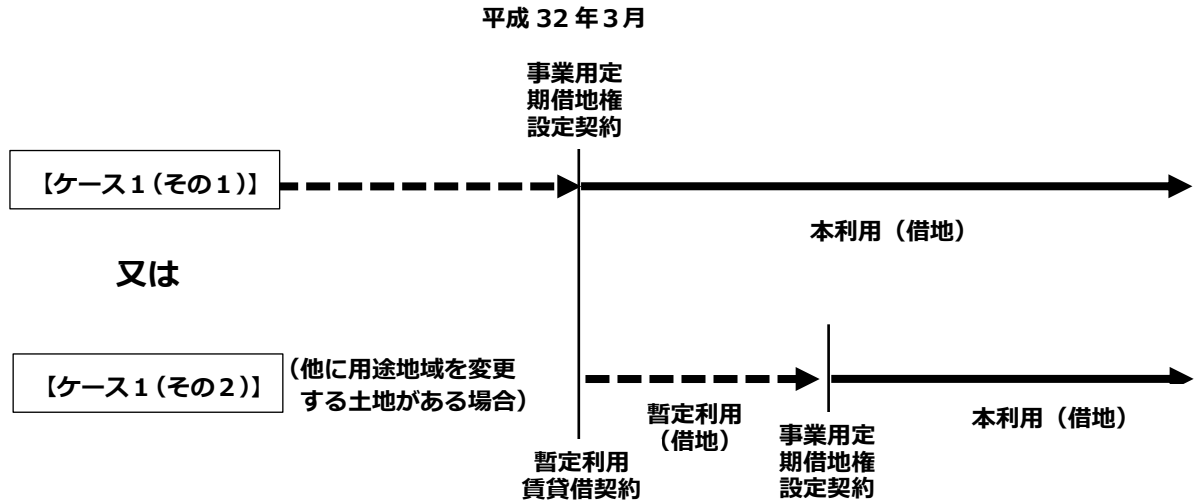 平成 32 年３月
事業用定
期借地権
設定契約
【ケース１（その１）】
本利用（借地）
又は
【ケース１（その２）】
（他に用途地域を変更
する土地がある場合）
暫定利用
（借地）
本利用（借地）
暫定利用
賃貸借契約
事業用定
期借地権
設定契約